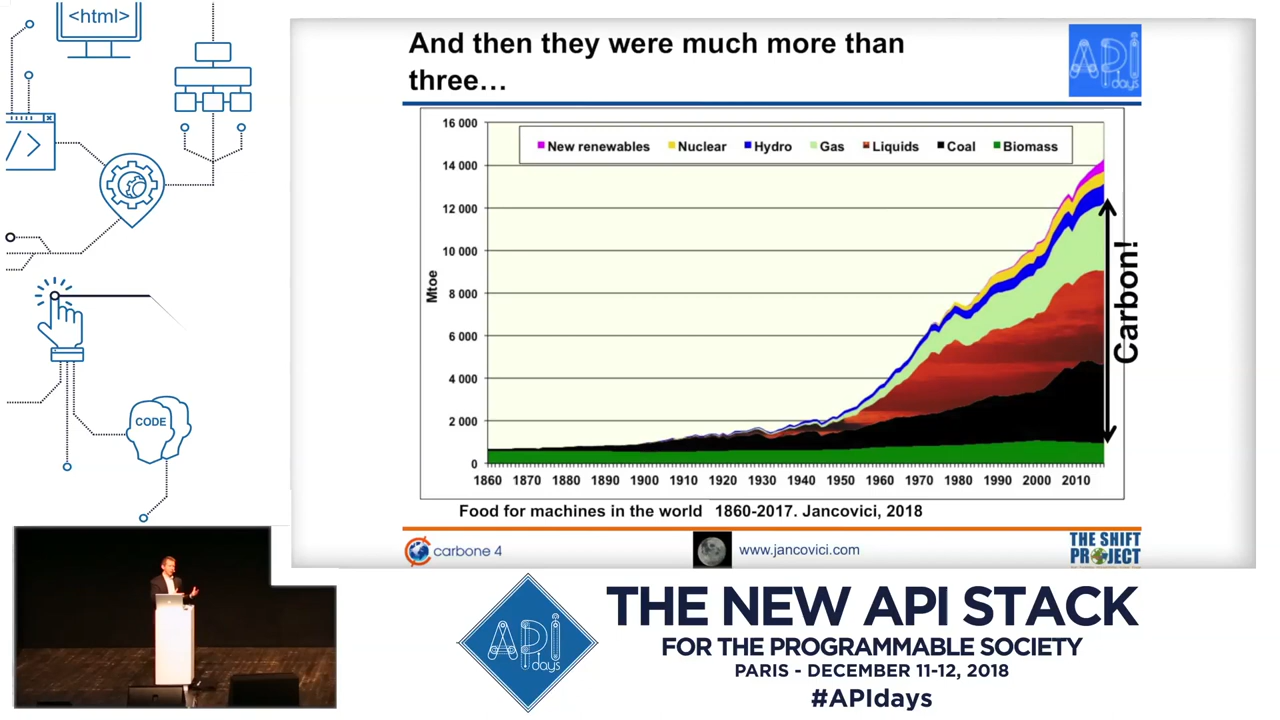 <html>
And then they were much more than
three…
API
days
16 000
14 000
12 000
10 000
8 000
6 000
4 000
2 000
0
Mtoe
New renewables Nuclear Hydro Gas Liquids Coal Biomass
Carbon!
1860 1870 1880 1890 1900 1910 1920 1930 1940 1950 1960 1970 1980 1990 2000 2010
Food for machines in the world 1860-2017. Jancovici, 2018
carbone 4
www.jancovici.com
THE SHIFT
PROJECT
</>
CODE
API
days
THE NEW API STACK
FOR THE PROGRAMMABLE SOCIETY
PARIS - DECEMBER 11-12, 2018
#APIdays